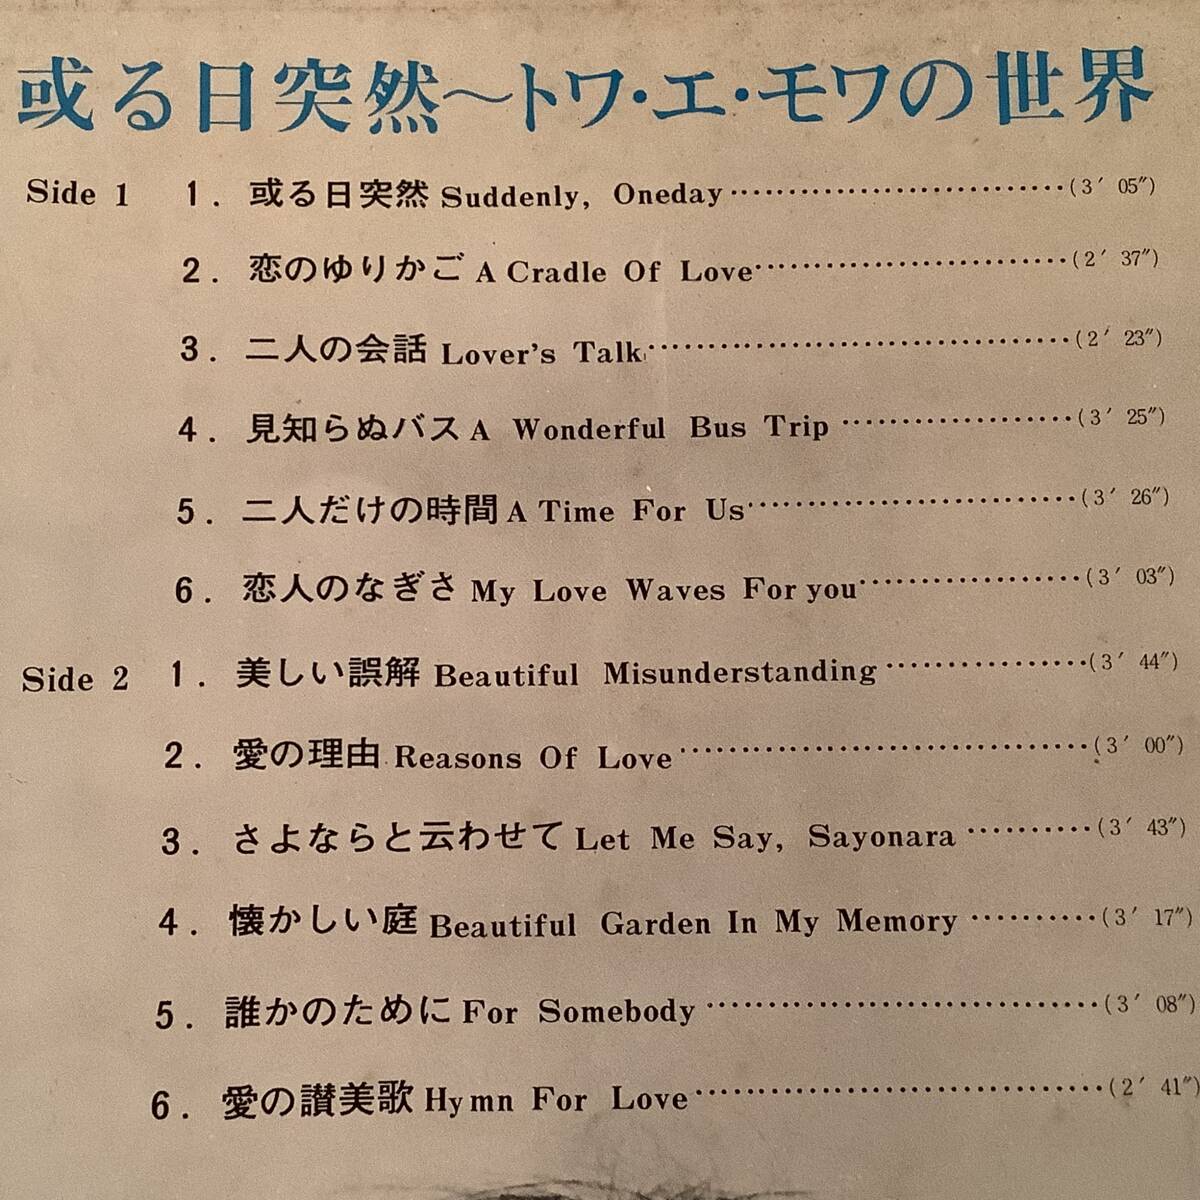 或る日突然～トワ・エ・モワの世界
Side 1 1. 或る日突然 Suddenly, Oneday ………………………… (3′ 05″)
2. 恋のゆりかご A Cradle Of Love ……………………… (2′ 37″)
3. 二人の会話 Lover's Talk ……………………………… (2′ 23″)
4. 見知らぬバス A Wonderful Bus Trip ………………… (3′ 25″)
5. 二人だけの時間 A Time For Us ……………………… (3′ 26″)
6. 恋人のなぎさ My Love Waves For you ……………… (3′ 03″)
Side 2 1. 美しい誤解 Beautiful Misunderstanding ……………… (3′ 44″)
2. 愛の理由 Reasons Of Love …………………………… (3′ 00″)
3. さよならと云わせて Let Me Say, Sayonara ………… (3′ 43″)
4. 懐かしい庭 Beautiful Garden In My Memory ………… (3′ 17″)
5. 誰かのために For Somebody ………………………… (3′ 08″)
6. 愛の讃美歌 Hymn For Love …………………………… (2′ 41″)